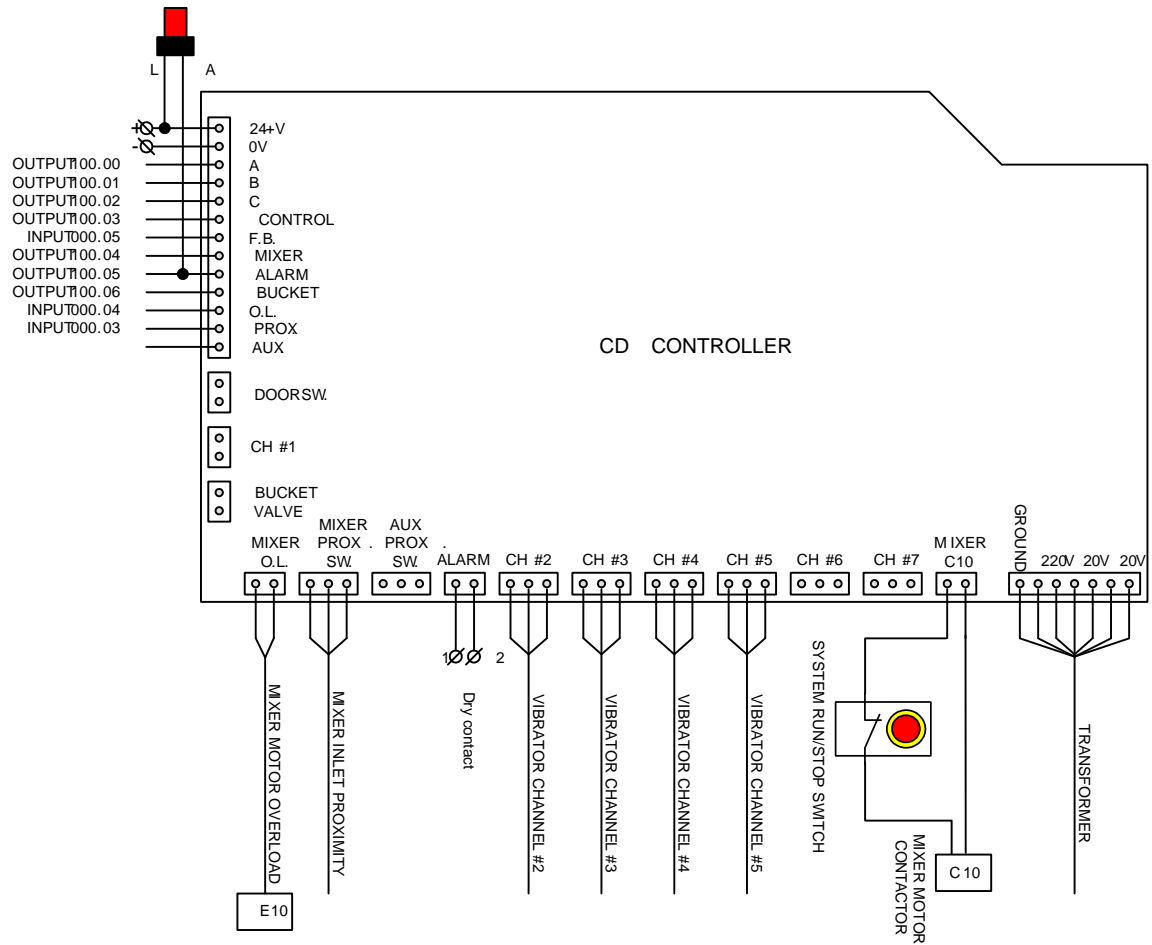 L A
+ 24+V
- 0V
OUTPUT100.00 A
OUTPUT100.01 B
OUTPUT100.02 C
OUTPUT100.03 CONTROL
INPUT000.05 F.B.
OUTPUT100.04 MIXER
OUTPUT100.05 ALARM
OUTPUT100.06 BUCKET
INPUT000.04 O.L.
INPUT000.03 PROX
AUX
CD CONTROLLER
DOOR SW.
CH #1
BUCKET
VALVE
MIXER
O.L.
MIXER
PROX .
SW.
AUX
PROX .
SW.
ALARM
CH #2
CH #3
CH #4
CH #5
CH #6
CH #7
MIXER
C10
GROUND
220V 20V 20V
1 2
Dry contact
MIXER MOTOR OVERLOAD
E10
MIXER INLET PROXIMITY
VIBRATOR CHANNEL #2
VIBRATOR CHANNEL #3
VIBRATOR CHANNEL #4
VIBRATOR CHANNEL #5
SYSTEM RUN/STOP SWITCH
MIXER MOTOR
CONTACTOR
C10
TRANSFORMER